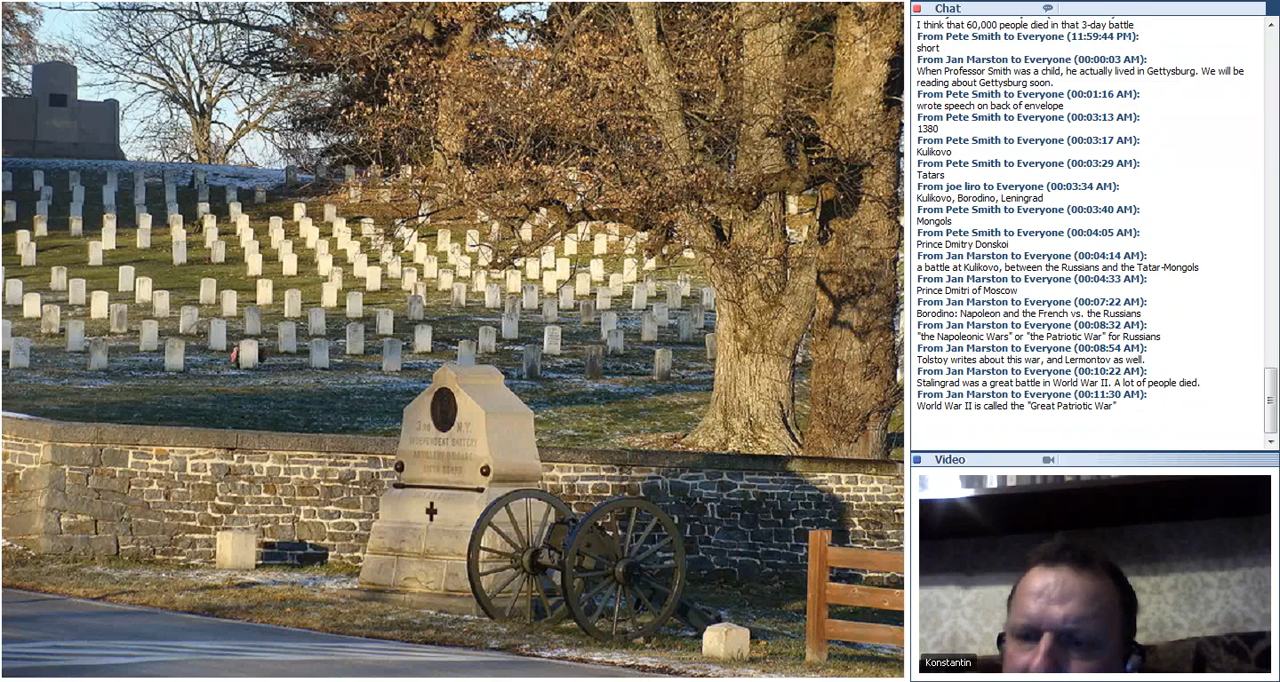 3RD N.Y.
INDEPENDENT BATTERY
ARTILLERY BRIGADE
SIXTH CORPS
Chat
I think that 60,000 people died in that 3-day battle
From Pete Smith to Everyone (11:59:44 PM):
short
From Jan Marston to Everyone (00:00:03 AM):
When Professor Smith was a child, he actually lived in Gettysburg. We will be
reading about Gettysburg soon.
From Pete Smith to Everyone (00:01:16 AM):
wrote speech on back of envelope
From Pete Smith to Everyone (00:03:13 AM):
1380
From Pete Smith to Everyone (00:03:17 AM):
Kulikovo
From Pete Smith to Everyone (00:03:29 AM):
Tatars
From joe liro to Everyone (00:03:34 AM):
Kulikovo, Borodino, Leningrad
From Pete Smith to Everyone (00:03:40 AM):
Mongols
From Pete Smith to Everyone (00:04:05 AM):
Prince Dmitry Donskoi
From Jan Marston to Everyone (00:04:14 AM):
a battle at Kulikovo, between the Russians and the Tatar-Mongols
From Jan Marston to Everyone (00:04:33 AM):
Prince Dmitri of Moscow
From Jan Marston to Everyone (00:07:22 AM):
Borodino: Napoleon and the French vs. the Russians
From Jan Marston to Everyone (00:08:32 AM):
"the Napoleonic Wars" or "the Patriotic War" for Russians
From Jan Marston to Everyone (00:08:54 AM):
Tolstoy writes about this war, and Lermontov as well.
From Jan Marston to Everyone (00:10:22 AM):
Stalingrad was a great battle in World War II. A lot of people died.
From Jan Marston to Everyone (00:11:30 AM):
World War II is called the "Great Patriotic War"
Video
Konstantin